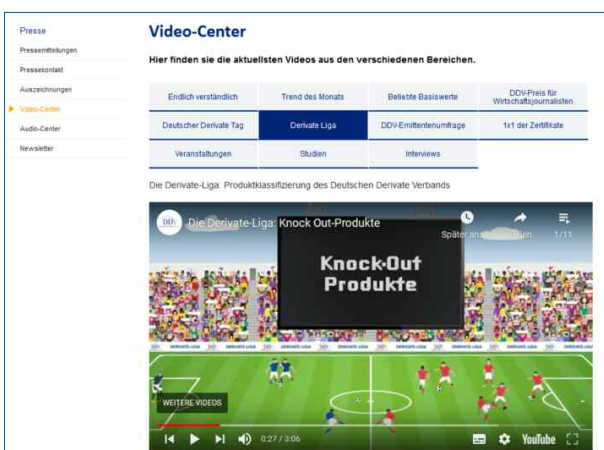 Presse
Pressemitteilungen
Pressekontakt
Auszeichnungen
Video-Center
Audio-Center
Newsletter
Video-Center
Hier finden sie die aktuellsten Videos aus den verschiedenen Bereichen.
Endlich verständlich
Trend des Monats
Beliebte Basiswerte
DDV-Preis für
Wirtschaftsjournalisten
Deutscher Derivate Tag
Derivate Liga
DDV-Emittentenumfrage
1x1 der Zertifikate
Veranstaltungen
Studien
Interviews
Die Derivate-Liga: Produktklassifizierung des Deutschen Derivate Verbands
DDV
Die Derivate-Liga: Knock Out-Produkte
Später
1/11
Knock-Out
Produkte
DERIVATE-LIGA
WEITERE VIDEOS
0:27 / 3:06
YouTube